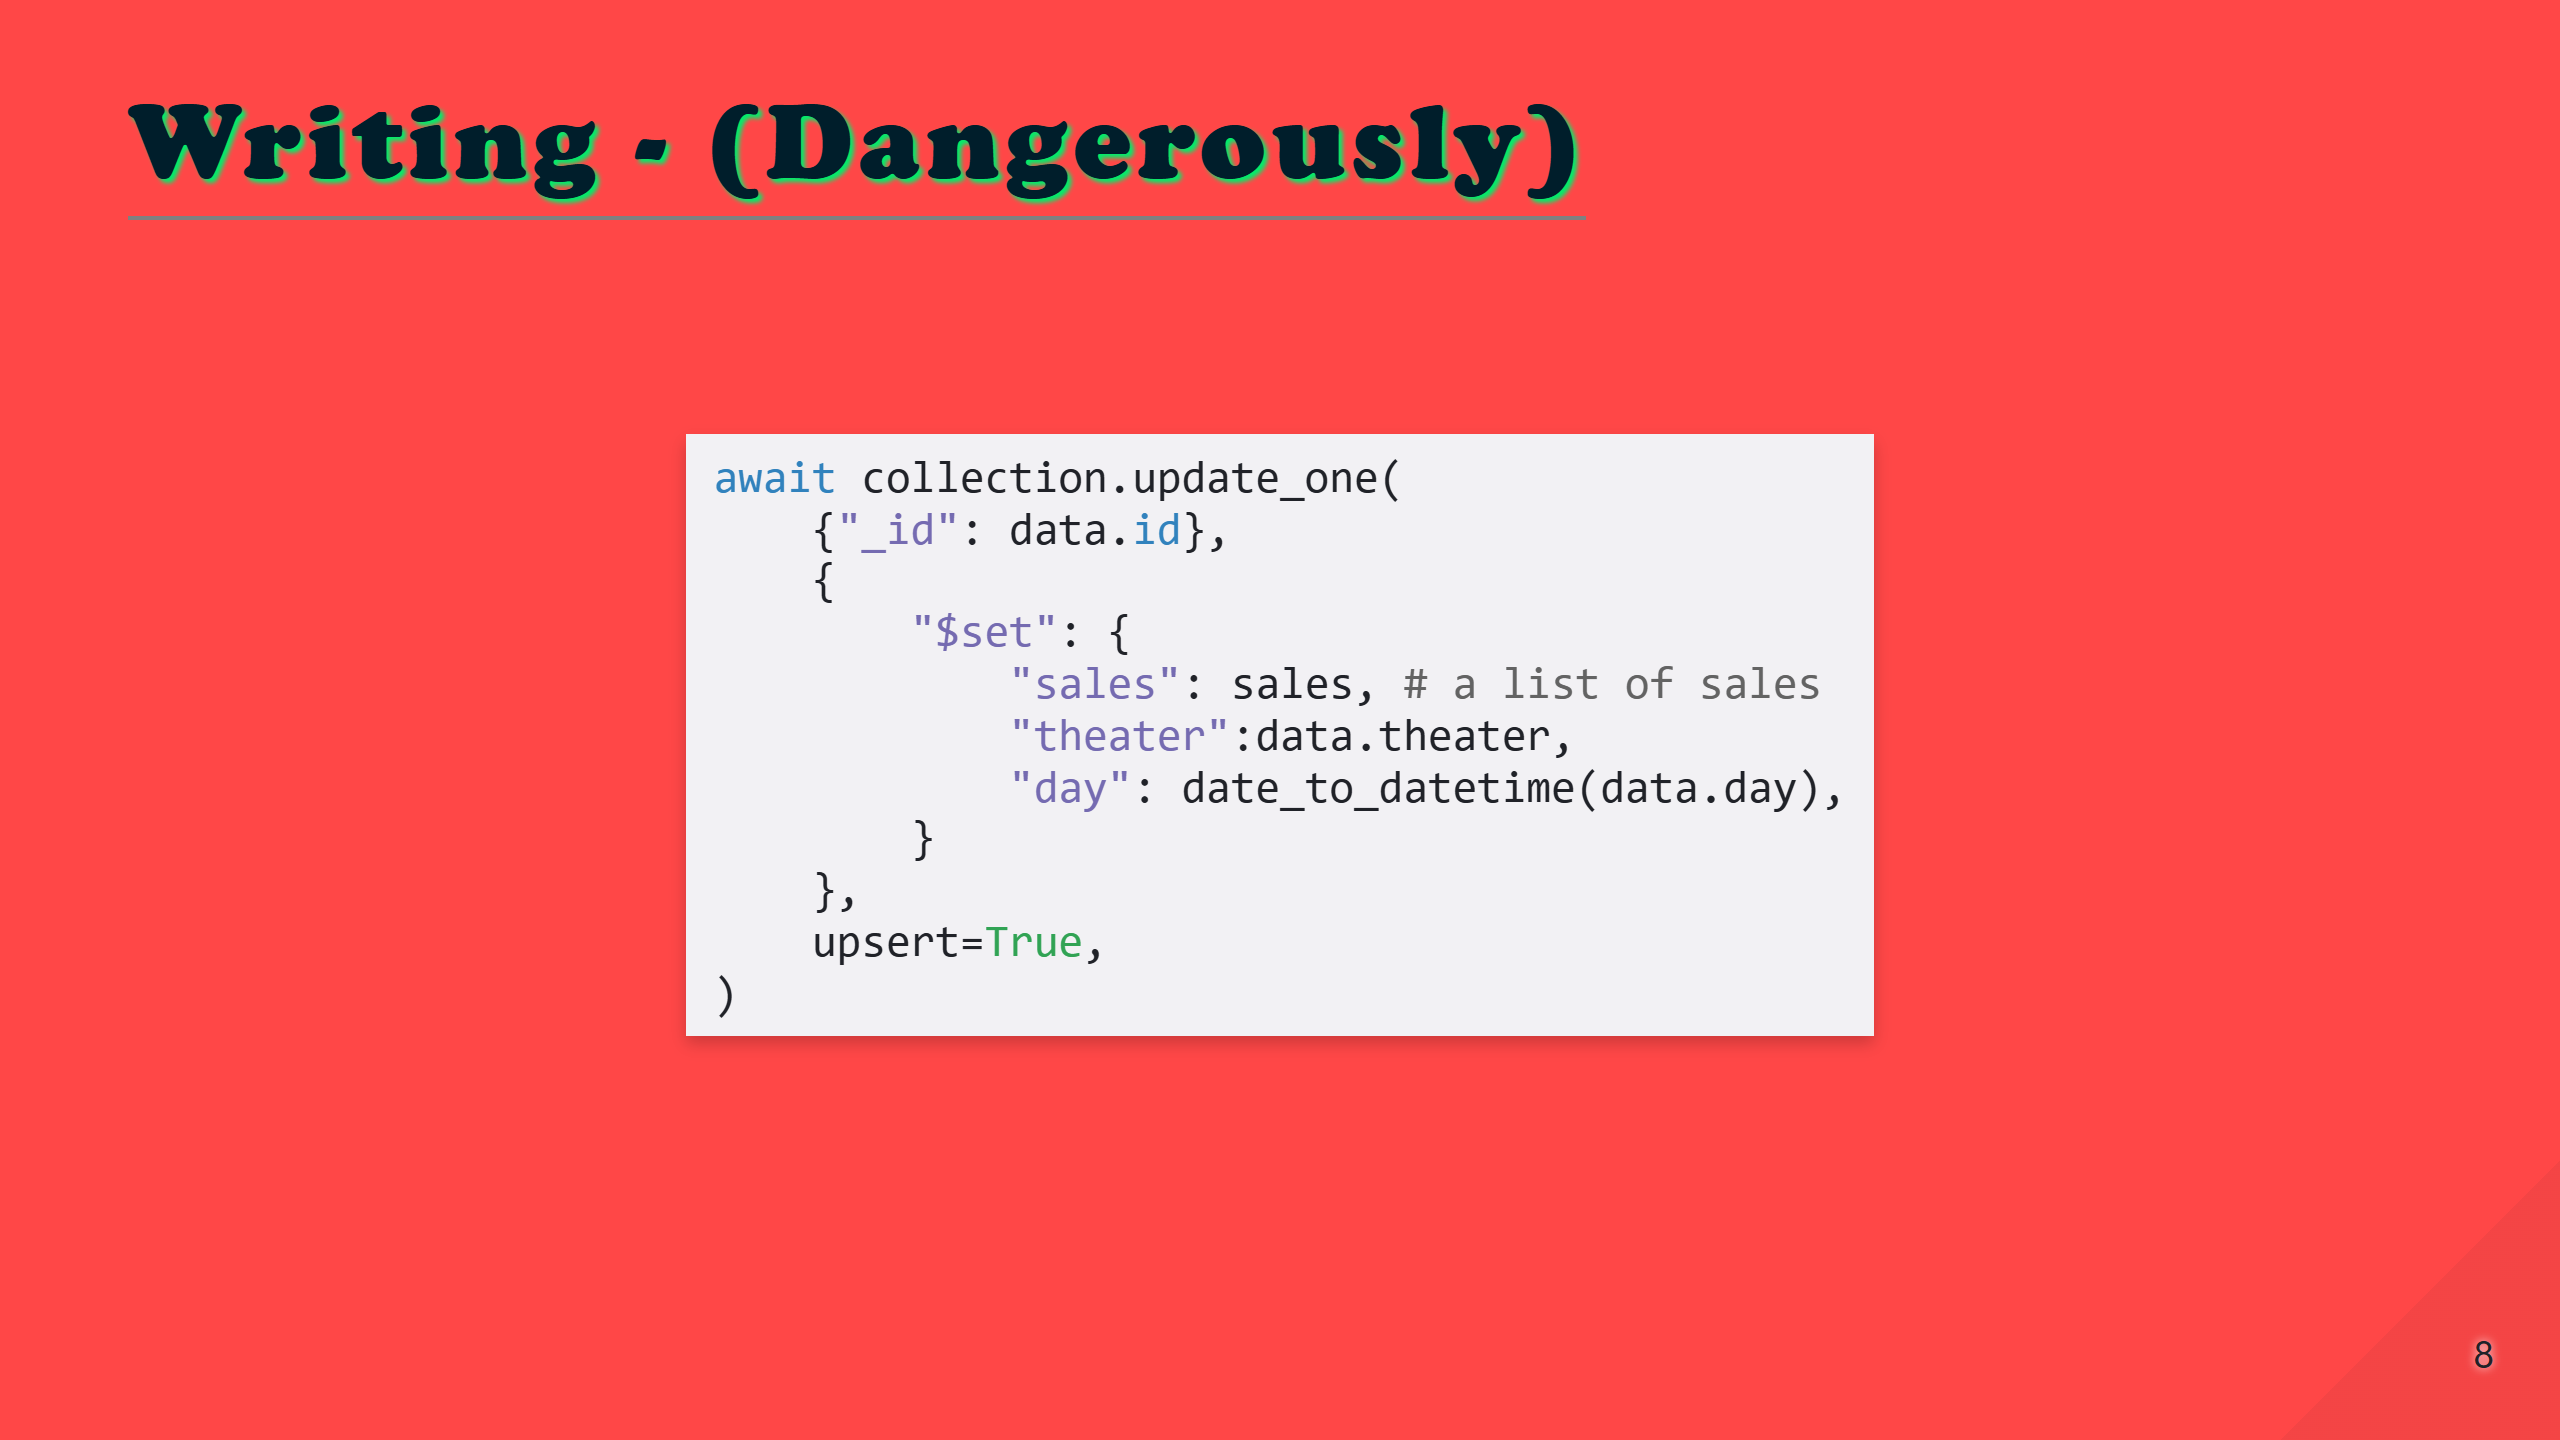 Writing - (Dangerously)
await collection.update_one(
    {"_id": data.id},
    {
        "$set": {
            "sales": sales, # a list of sales
            "theater":data.theater,
            "day": date_to_datetime(data.day),
        }
    },
    upsert=True,
)
8